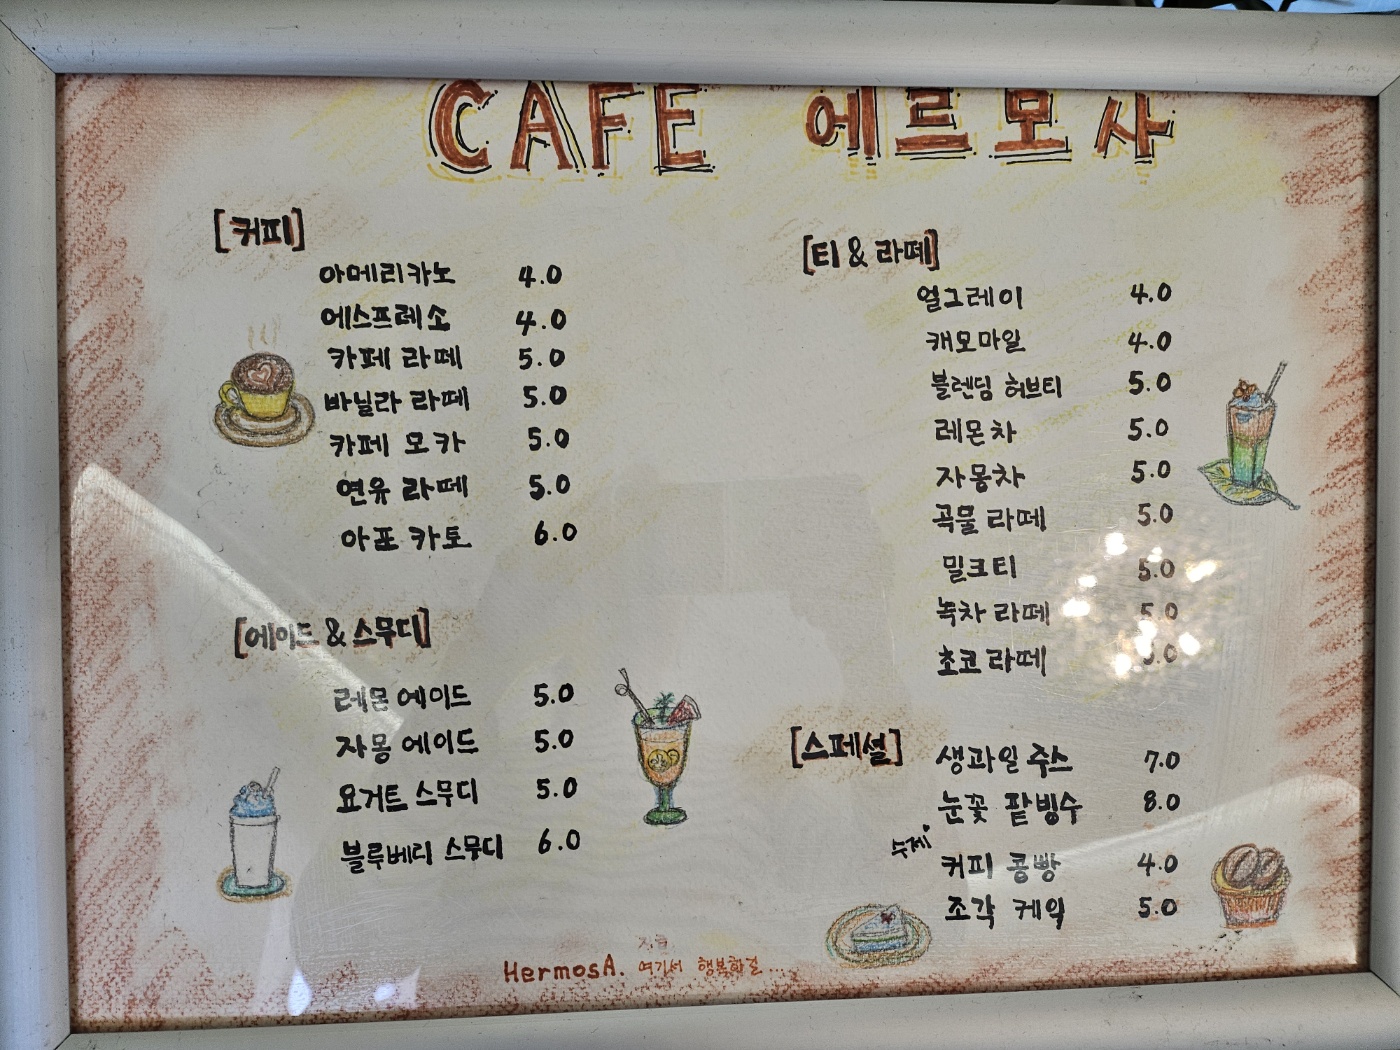 CAFE 에르모사
[커피]
아메리카노 4.0
에스프레소 4.0
카페 라떼 5.0
바닐라 라떼 5.0
카페 모카 5.0
연유 라떼 5.0
아포 카토 6.0
[에이드 & 스무디]
레몬 에이드 5.0
자몽 에이드 5.0
요거트 스무디 5.0
블루베리 스무디 6.0
[티 & 라떼]
얼그레이 4.0
캐모마일 4.0
블렌딩 허브티 5.0
레몬차 5.0
자몽차 5.0
곡물 라떼 5.0
밀크티 5.0
녹차 라떼 5.0
초코 라떼
[스페셜]
생과일 주스 7.0
눈꽃 팥빙수 8.0
수제
커피 콩빵 4.0
조각 케익 5.0
지금
HermosA. 여기서 행복할걸...